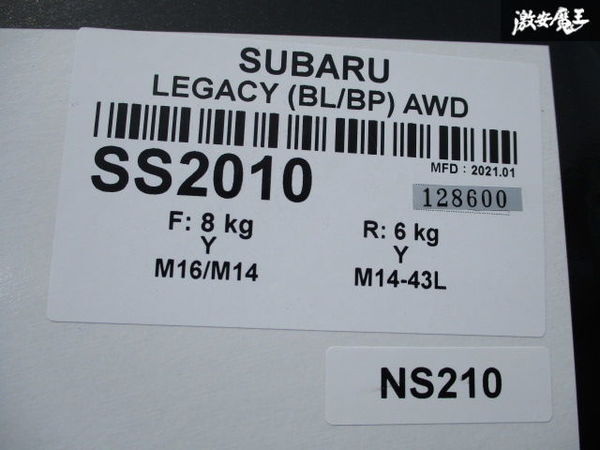 激安魔王
SUBARU
LEGACY (BL/BP) AWD
SS2010
MFD : 2021.01
128600
F: 8 kg
Y
M16/M14
R: 6 kg
Y
M14-43L
NS210